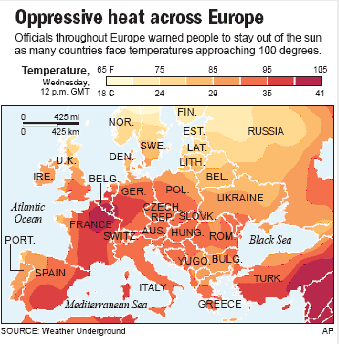 Oppressive heat across Europe
Officials throughout Europe warned people to stay out of the sun
as many countries face temperatures approaching 100 degrees.
Temperature,
Wednesday,
12 p.m. GMT
65 F 75 85 95 105
18 C 24 29 35 41
0 425 mi
0 425 km
FIN.
NOR.
SWE.
EST.
RUSSIA
LAT.
DEN.
LITH.
U.K.
IRE.
BEL.
BELG.
GER.
POL.
UKRAINE
Atlantic
Ocean
CZECH.
REP.
SLOVK.
FRANCE
SWITZ.
AUS.
HUNG.
ROM.
Black Sea
PORT.
YUGO.
BULG.
SPAIN
ITALY
TURK.
Mediterranean Sea
GREECE
SOURCE: Weather Underground
AP